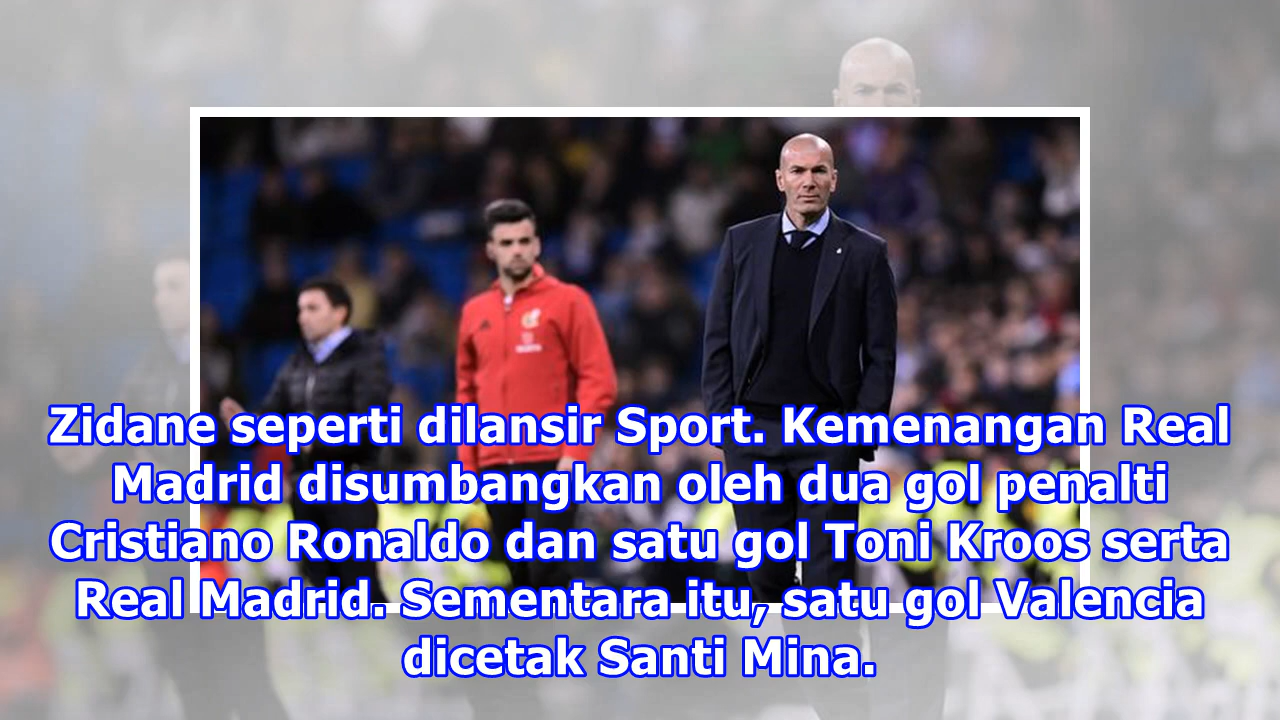 Zidane seperti dilansir Sport. Kemenangan Real
Madrid disumbangkan oleh dua gol penalti
Cristiano Ronaldo dan satu gol Toni Kroos serta
Real Madrid. Sementara itu, satu gol Valencia
dicetak Santi Mina.